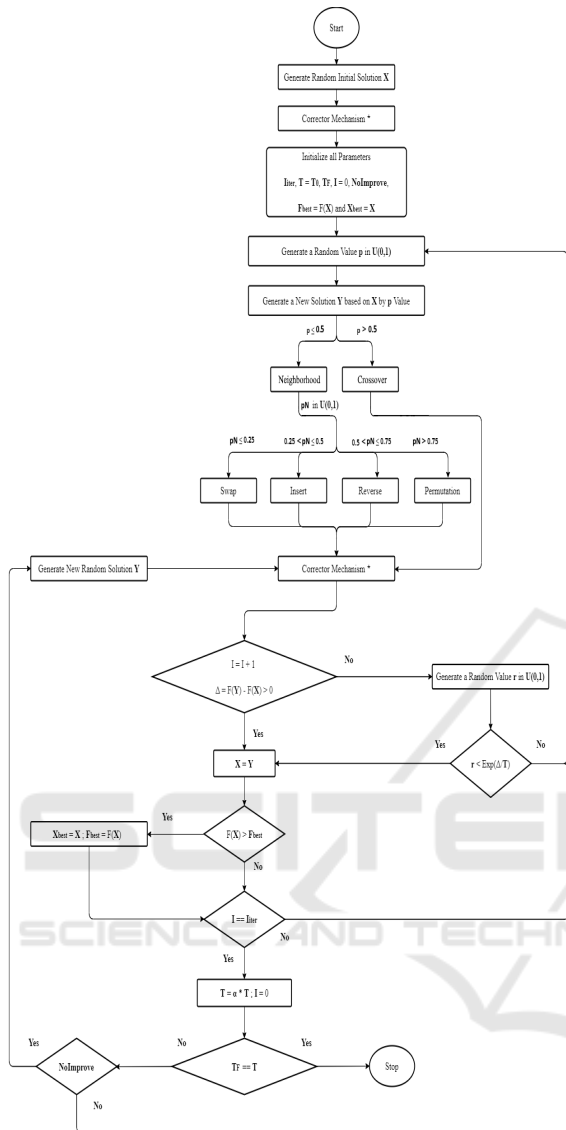 Start
Generate Random Initial Solution X
Corrector Mechanism *
Initialize all Parameters
Iiter, T = T0, TF, I = 0, NoImprove,
Fbest = F(X) and Xbest = X
Generate a Random Value p in U(0,1)
Generate a New Solution Y based on X by p Value
p ≤ 0.5
p > 0.5
Neighborhood
Crossover
pN in U(0,1)
pN ≤ 0.25
0.25 < pN ≤ 0.5
0.5 < pN ≤ 0.75
pN > 0.75
Swap
Insert
Reverse
Permutation
Generate New Random Solution Y
Corrector Mechanism *
I = I + 1
Δ = F(Y) - F(X) > 0
No
Generate a Random Value r in U(0,1)
Yes
Yes
r < Exp(Δ/T)
No
X = Y
Yes
F(X) > Fbest
Xbest = X ; Fbest = F(X)
No
I == Iiter
No
Yes
T = α * T ; I = 0
Yes
No
Yes
NoImprove
TF == T
Stop
No
SCITE
SCIENCE AND TECHN